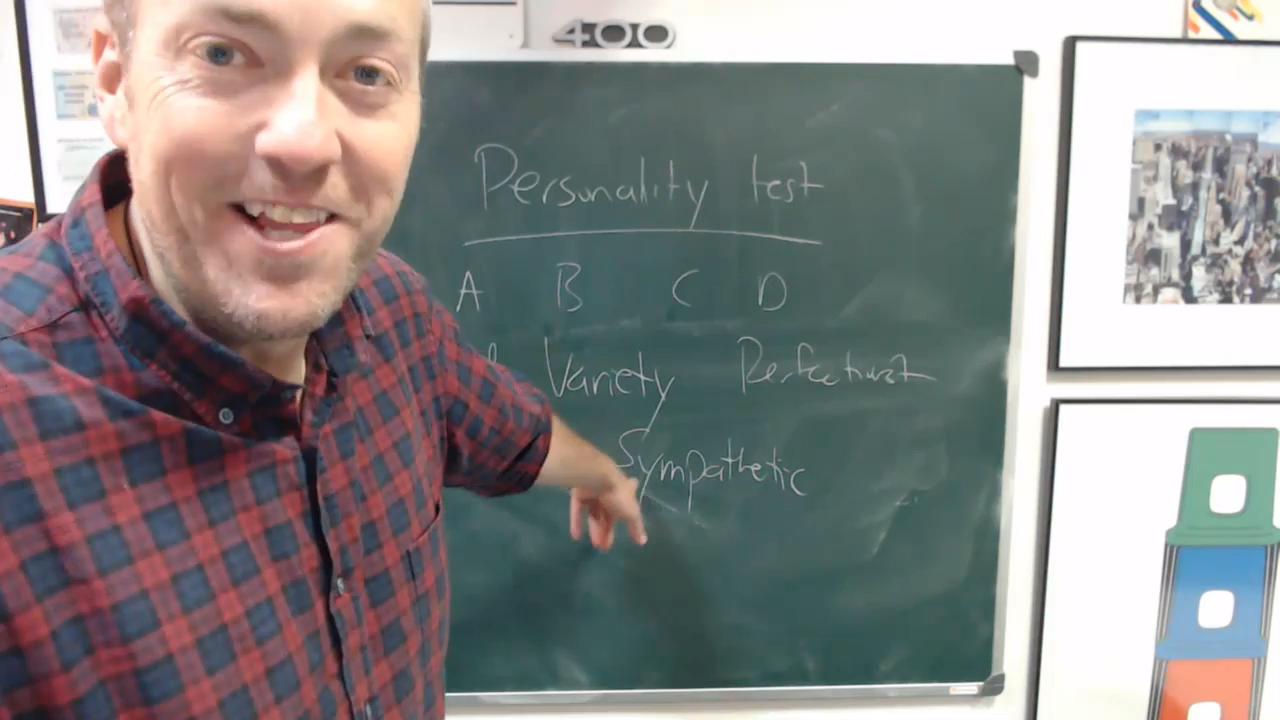 400
Personality test
A B C D
Variety Perfectionist
Sympathetic